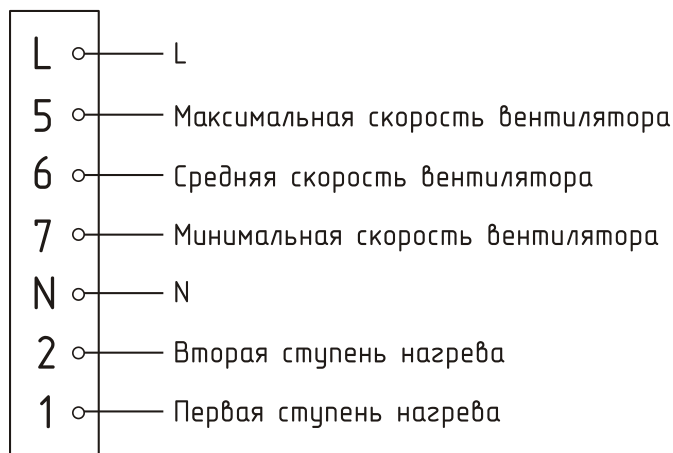 L L
5 Максимальная скорость вентилятора
6 Средняя скорость вентилятора
7 Минимальная скорость вентилятора
N N
2 Вторая ступень нагрева
1 Первая ступень нагрева